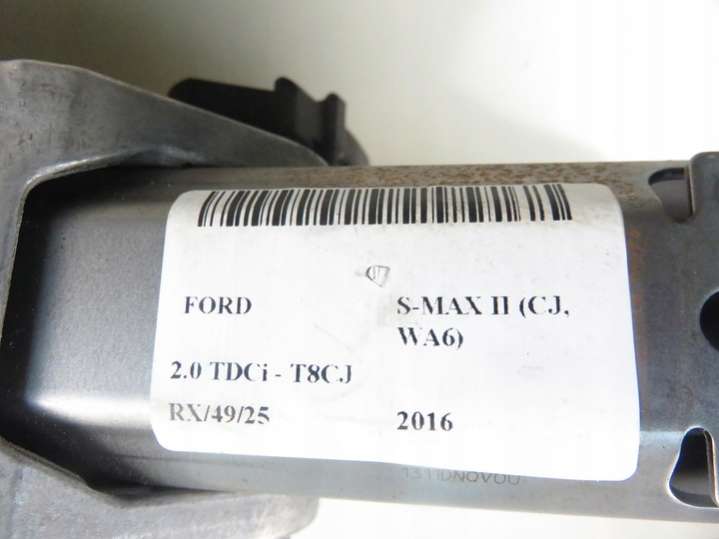 FORD S-MAX II (CJ,
WA6)
2.0 TDCi - T8CJ
RX/49/25 2016